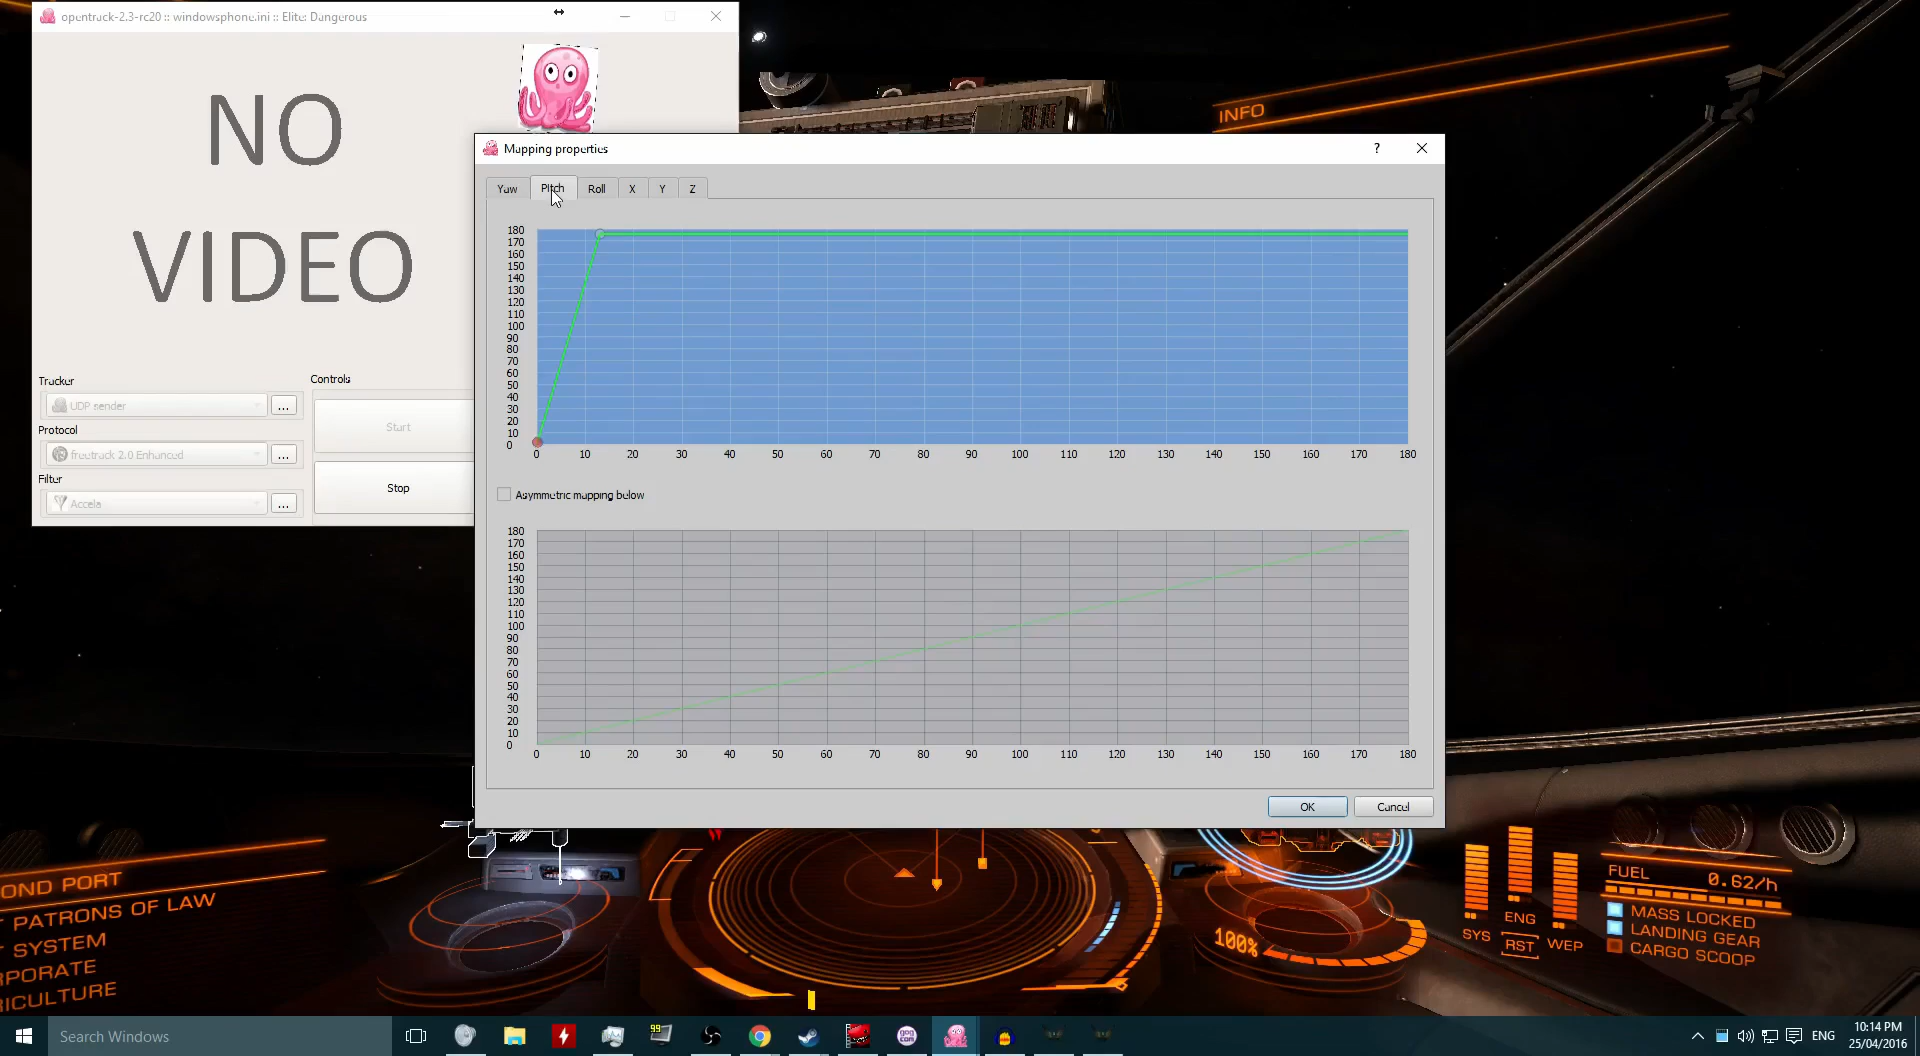 opentrack-2.3-rc20 :: windowsphone.ini :: Elite: Dangerous
NO
VIDEO
Tracker
UDP sender
...
Protocol
freetrack 2.0 Enhanced
...
Filter
Accela
...
Controls
Start
Stop
Mapping properties
?
Yaw
Pitch
Roll
X
Y
Z
180
170
160
150
140
130
120
110
100
90
80
70
60
50
40
30
20
10
0
0 10 20 30 40 50 60 70 80 90 100 110 120 130 140 150 160 170 180
Asymmetric mapping below
180
170
160
150
140
130
120
110
100
90
80
70
60
50
40
30
20
10
0
0 10 20 30 40 50 60 70 80 90 100 110 120 130 140 150 160 170 180
OK
Cancel
INFO
OND PORT
PATRONS OF LAW
SYSTEM
RPORATE
RICULTURE
100%
SYS
ENG
RST
WEP
FUEL
0.62/h
MASS LOCKED
LANDING GEAR
CARGO SCOOP
Search Windows
99
gog
com
ENG
10:14 PM
25/04/2016